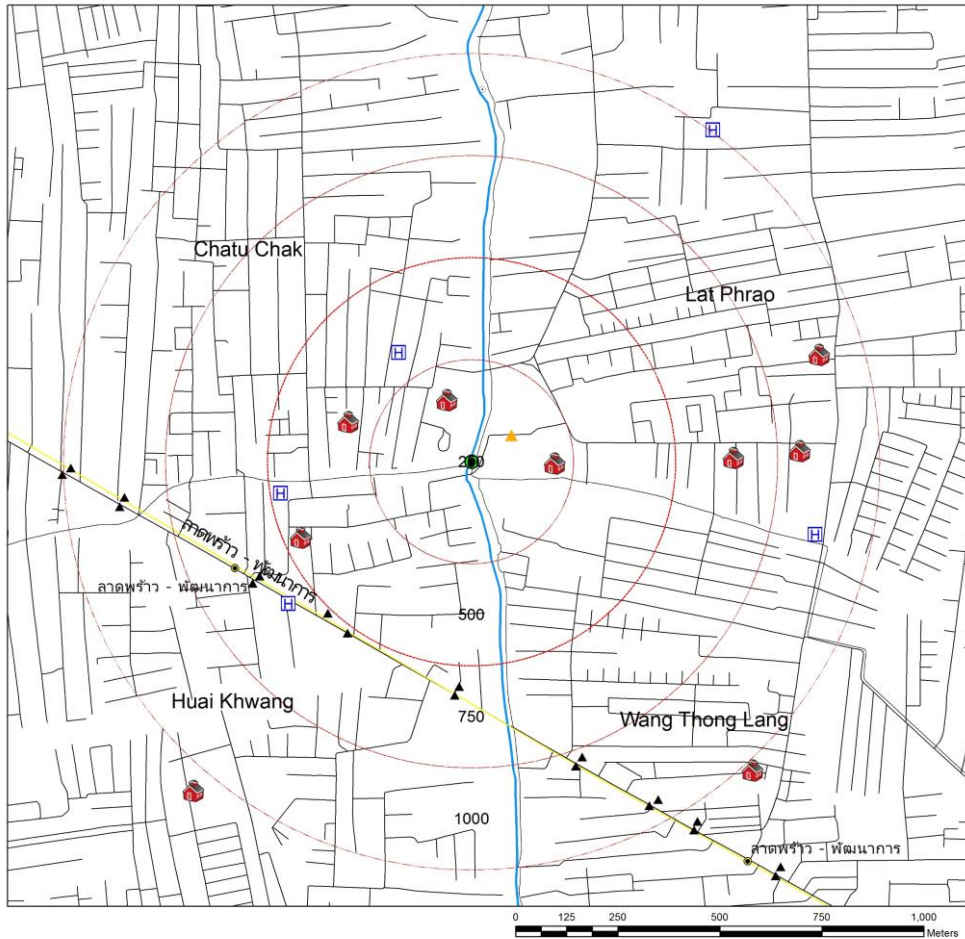 H
Chatu Chak
Lat Phrao
H
H
ลาดพร้าว - พัฒนาการ
H
ลาดพร้าว - พัฒนาการ
H
500
Huai Khwang
750
Wang Thong Lang
1000
ลาดพร้าว - พัฒนาการ
0 125 250 500 750 1,000
Meters